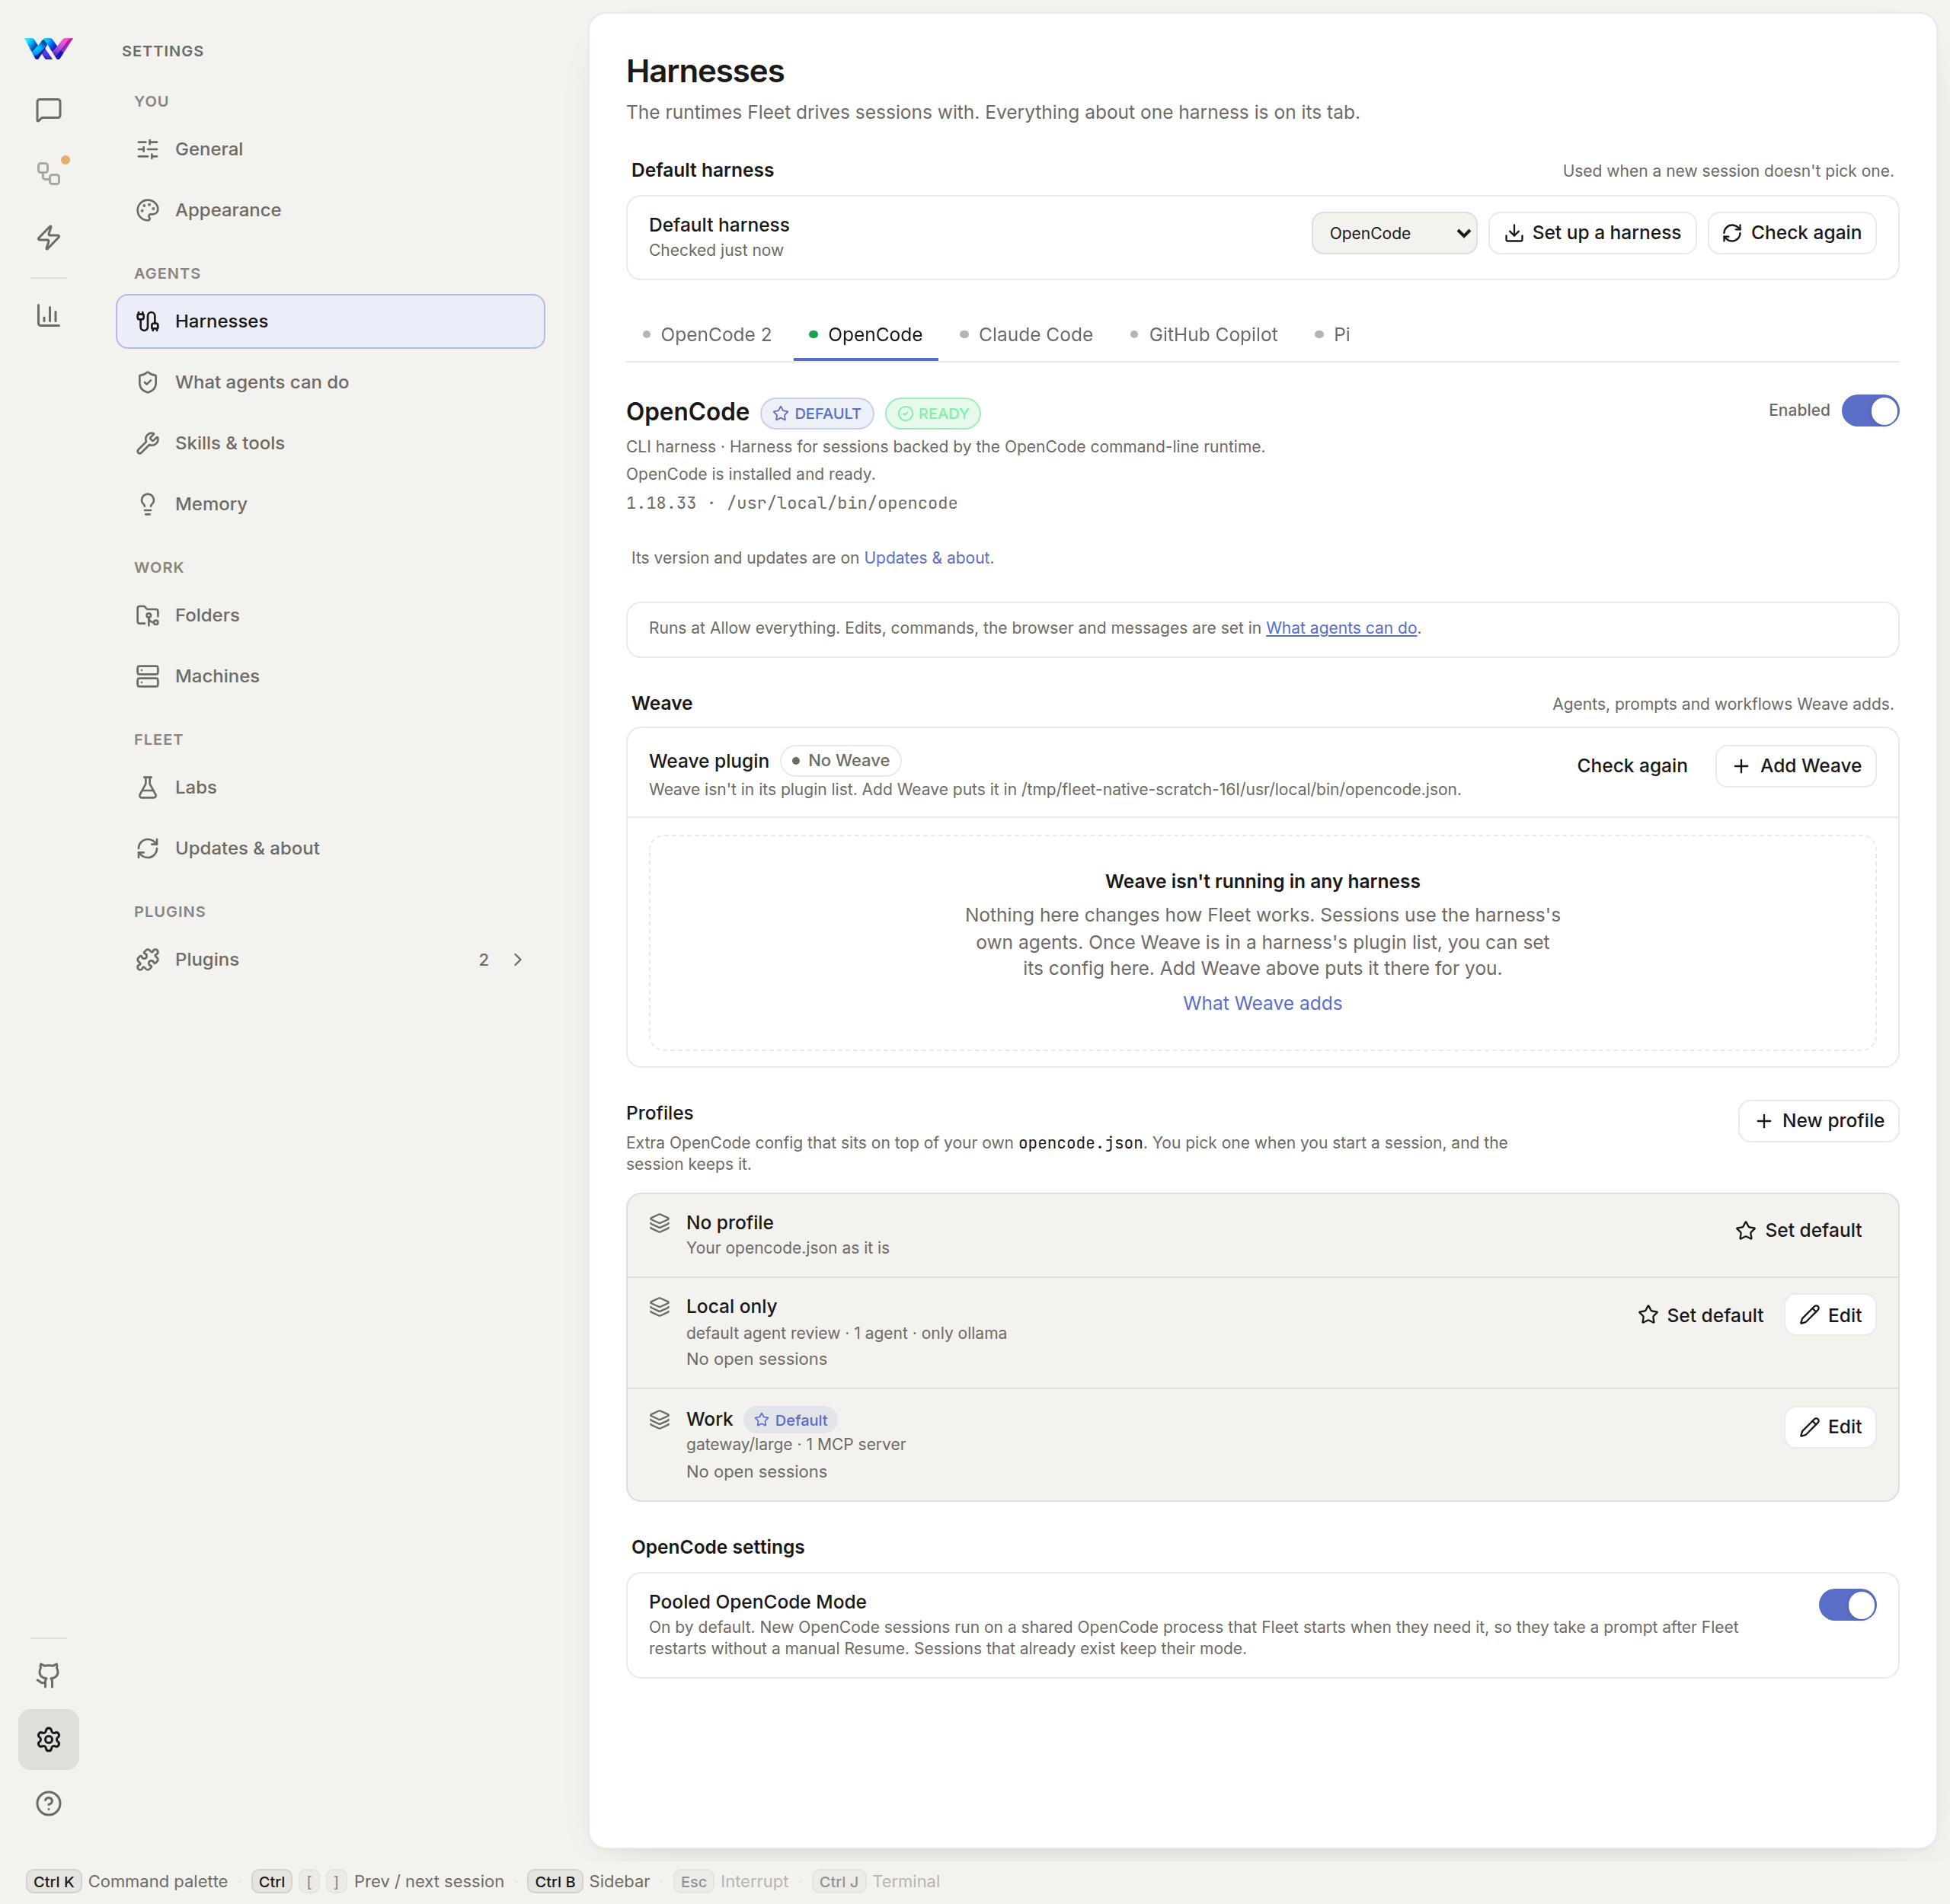 SETTINGS
YOU
General
Appearance
AGENTS
Harnesses
What agents can do
Skills & tools
Memory
WORK
Folders
Machines
FLEET
Labs
Updates & about
PLUGINS
Plugins 2
Harnesses
The runtimes Fleet drives sessions with. Everything about one harness is on its tab.
Default harness Used when a new session doesn't pick one.
Default harness
Checked just now
OpenCode Set up a harness Check again
OpenCode 2 OpenCode Claude Code GitHub Copilot Pi
OpenCode DEFAULT READY Enabled
CLI harness · Harness for sessions backed by the OpenCode command-line runtime.
OpenCode is installed and ready.
1.18.33 · /usr/local/bin/opencode
Its version and updates are on Updates & about.
Runs at Allow everything. Edits, commands, the browser and messages are set in What agents can do.
Weave Agents, prompts and workflows Weave adds.
Weave plugin No Weave Check again Add Weave
Weave isn't in its plugin list. Add Weave puts it in /tmp/fleet-native-scratch-16l/usr/local/bin/opencode.json.
Weave isn't running in any harness
Nothing here changes how Fleet works. Sessions use the harness's
own agents. Once Weave is in a harness's plugin list, you can set
its config here. Add Weave above puts it there for you.
What Weave adds
Profiles New profile
Extra OpenCode config that sits on top of your own opencode.json. You pick one when you start a session, and the
session keeps it.
No profile Set default
Your opencode.json as it is
Local only Set default Edit
default agent review · 1 agent · only ollama
No open sessions
Work Default Edit
gateway/large · 1 MCP server
No open sessions
OpenCode settings
Pooled OpenCode Mode
On by default. New OpenCode sessions run on a shared OpenCode process that Fleet starts when they need it, so they take a prompt after Fleet
restarts without a manual Resume. Sessions that already exist keep their mode.
Ctrl K Command palette Ctrl [ ] Prev / next session Ctrl B Sidebar Esc Interrupt Ctrl J Terminal